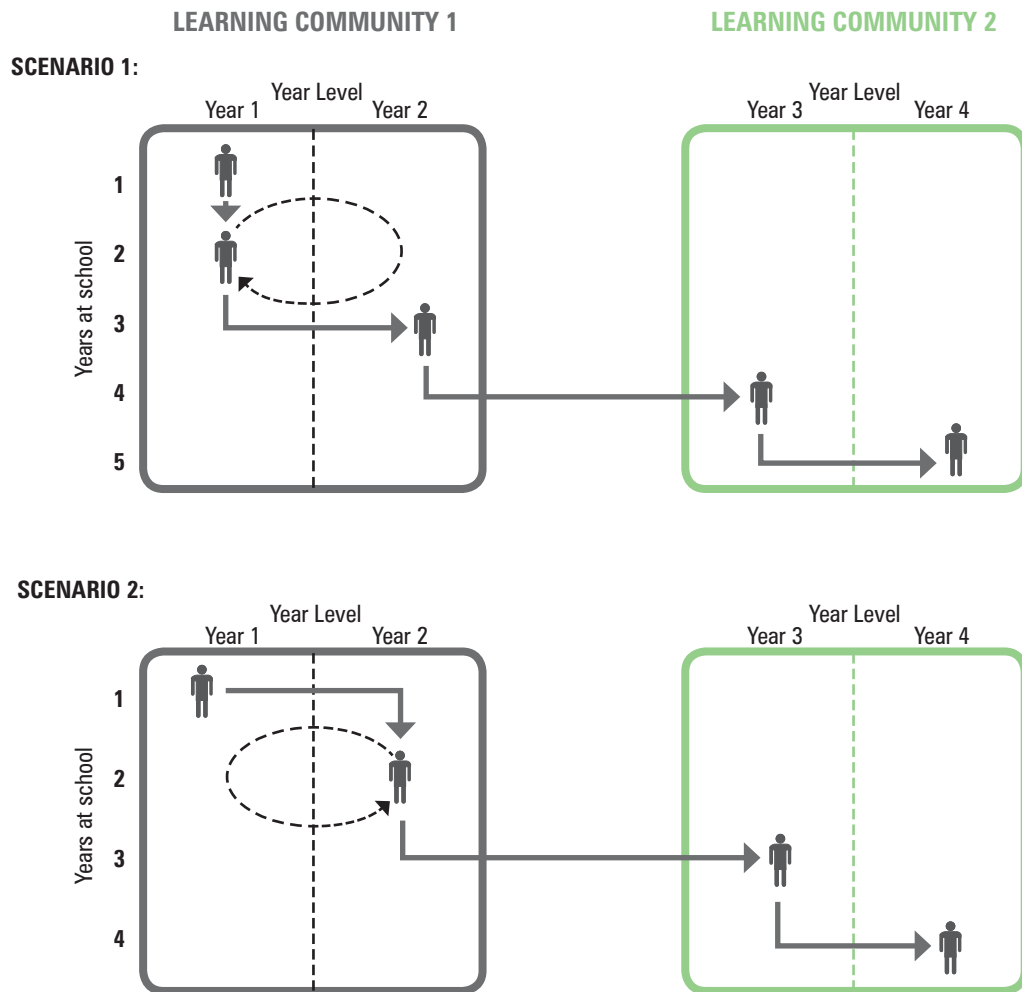 LEARNING COMMUNITY 1 LEARNING COMMUNITY 2
SCENARIO 1:
Year Level Year Level
Year 1 Year 2 Year 3 Year 4
Years at school
1
2
3
4
5
SCENARIO 2:
Year Level Year Level
Year 1 Year 2 Year 3 Year 4
Years at school
1
2
3
4